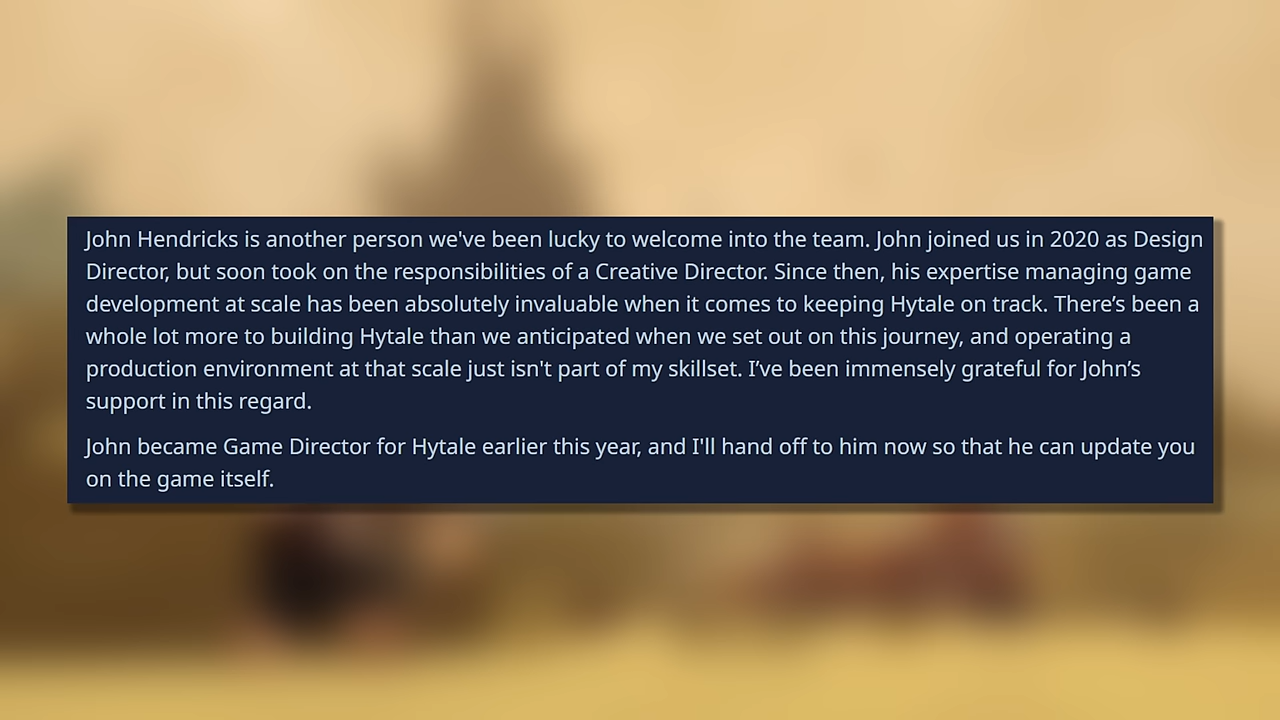 John Hendricks is another person we've been lucky to welcome into the team. John joined us in 2020 as Design
Director, but soon took on the responsibilities of a Creative Director. Since then, his expertise managing game
development at scale has been absolutely invaluable when it comes to keeping Hytale on track. There’s been a
whole lot more to building Hytale than we anticipated when we set out on this journey, and operating a
production environment at that scale just isn't part of my skillset. I’ve been immensely grateful for John’s
support in this regard.
John became Game Director for Hytale earlier this year, and I'll hand off to him now so that he can update you
on the game itself.